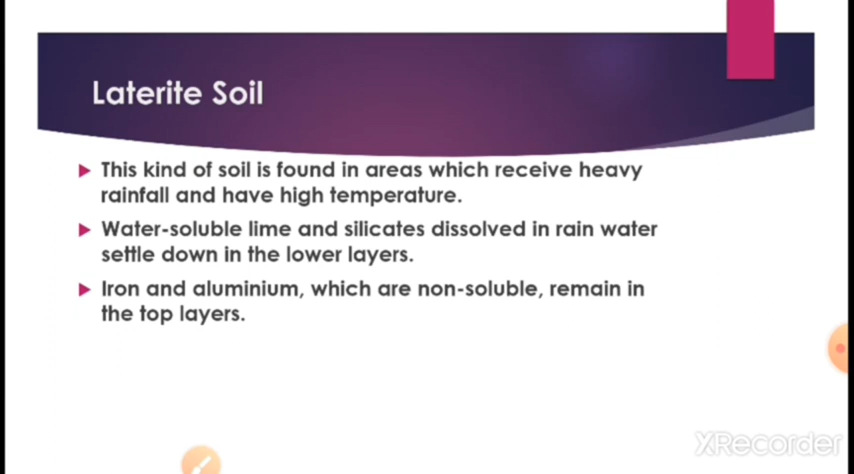 Laterite Soil
This kind of soil is found in areas which receive heavy
rainfall and have high temperature.
Water-soluble lime and silicates dissolved in rain water
settle down in the lower layers.
Iron and aluminium, which are non-soluble, remain in
the top layers.
XRecorder